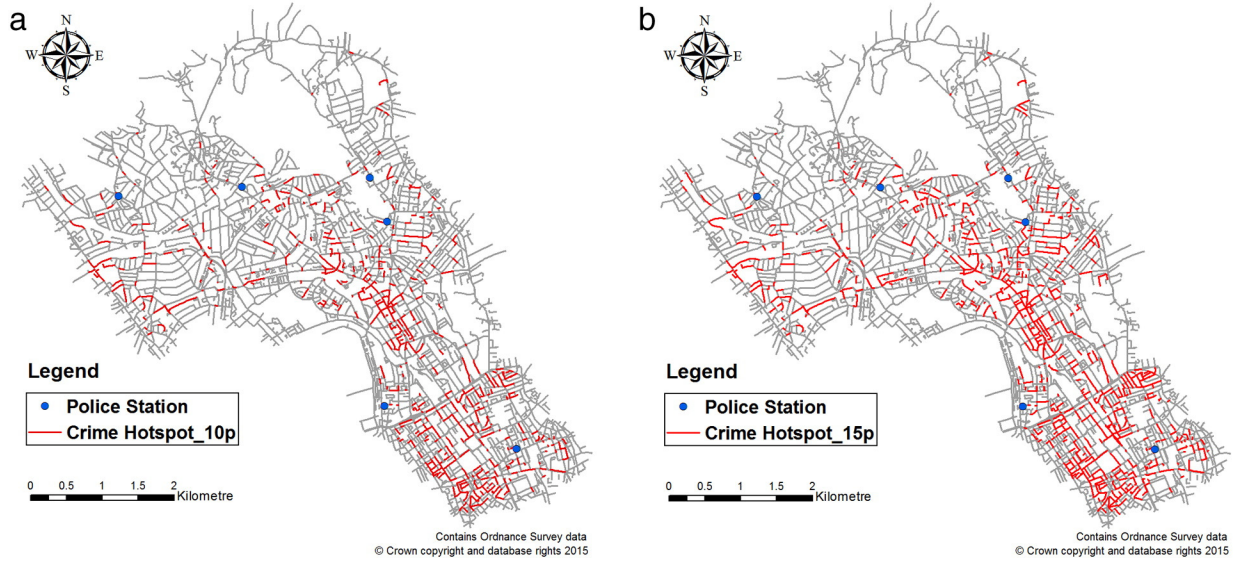 a
N
W E
S
Legend
Police Station
Crime Hotspot_10p
0 0.5 1 1.5 2
Kilometre
Contains Ordnance Survey data
© Crown copyright and database rights 2015
b
N
W E
S
Legend
Police Station
Crime Hotspot_15p
0 0.5 1 1.5 2
Kilometre
Contains Ordnance Survey data
© Crown copyright and database rights 2015